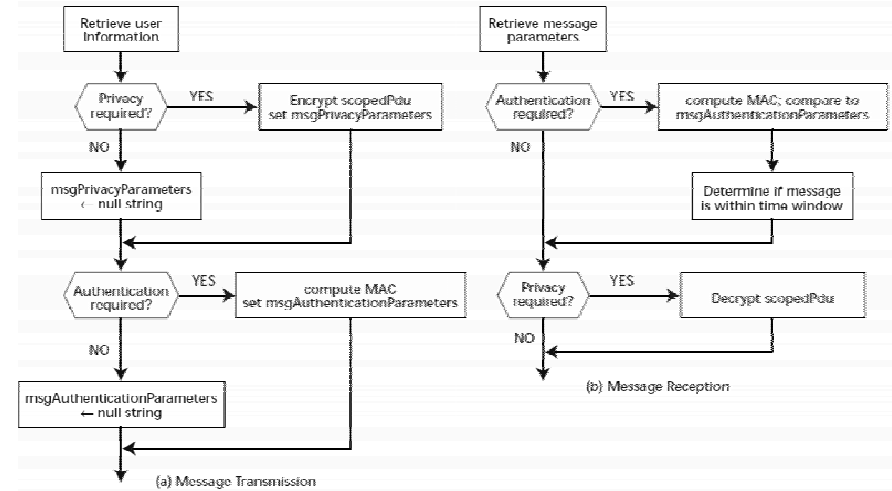 Retrieve user
Information
Privacy
required?
YES
Encrypt scopedPdu
set msgPrivacyParameters
NO
msgPrivacyParameters
← null string
Authentication
required?
YES
compute MAC
set msgAuthenticationParameters
NO
msgAuthenticationParameters
← null string
(a) Message Transmission
Retrieve message
parameters
Authentication
required?
YES
compute MAC; compare to
msgAuthenticationParameters
NO
Determine if message
is within time window
Privacy
required?
YES
Decrypt scopedPdu
NO
(b) Message Reception